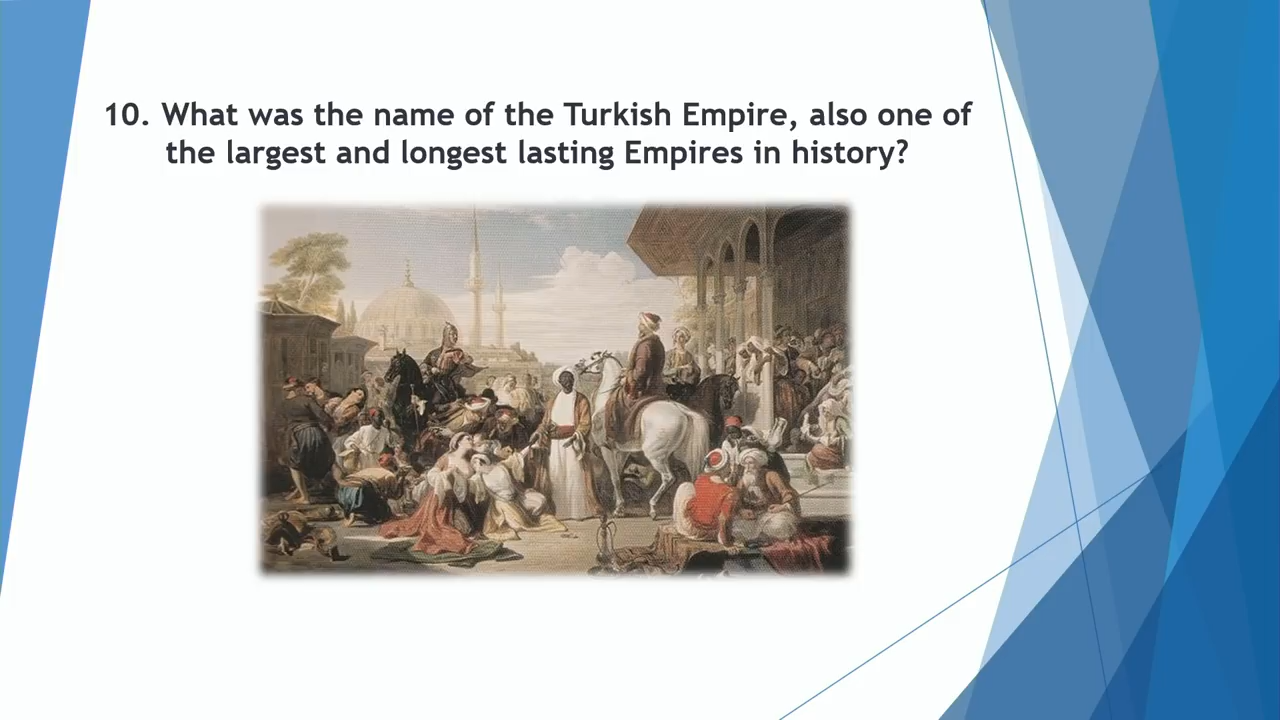 10. What was the name of the Turkish Empire, also one of
the largest and longest lasting Empires in history?